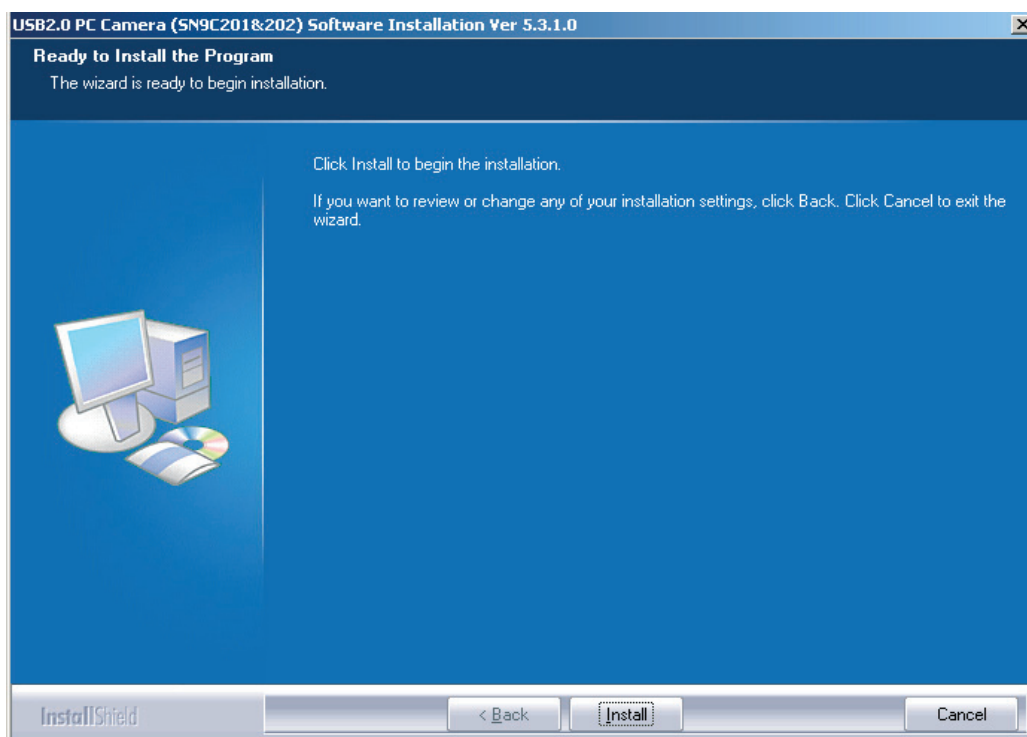 USB2.0 PC Camera (SN9C201&202) Software Installation Ver 5.3.1.0
Ready to Install the Program
The wizard is ready to begin installation.
Click Install to begin the installation.
If you want to review or change any of your installation settings, click Back. Click Cancel to exit the
wizard.
InstallShield
< Back
Install
Cancel